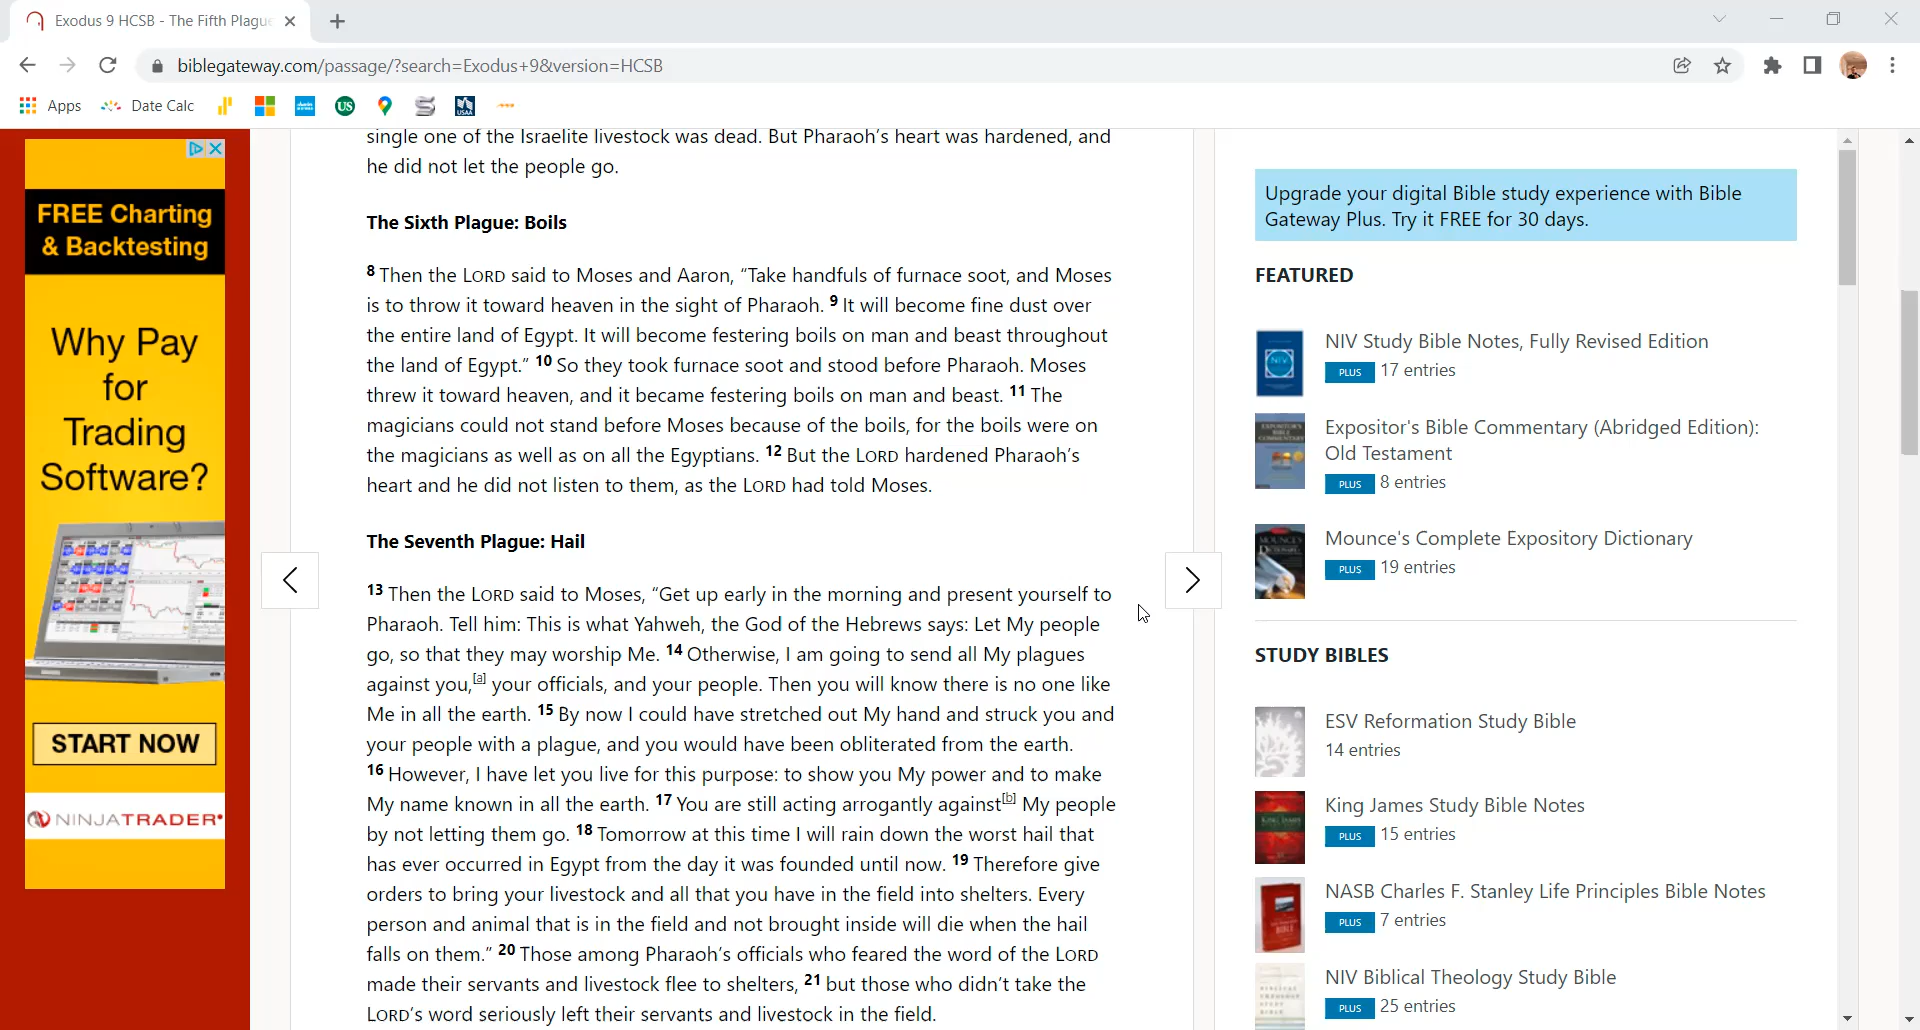 Exodus 9 HCSB - The Fifth Plague
biblegateway.com/passage/?search=Exodus+9&version=HCSB
Apps
Date Calc
US
USAA
FREE Charting
& Backtesting
Why Pay
for
Trading
Software?
START NOW
NINJATRADER
single one of the Israelite livestock was dead. But Pharaoh's heart was hardened, and
he did not let the people go.
The Sixth Plague: Boils
8 Then the LORD said to Moses and Aaron, “Take handfuls of furnace soot, and Moses
is to throw it toward heaven in the sight of Pharaoh. 9 It will become fine dust over
the entire land of Egypt. It will become festering boils on man and beast throughout
the land of Egypt.” 10 So they took furnace soot and stood before Pharaoh. Moses
threw it toward heaven, and it became festering boils on man and beast. 11 The
magicians could not stand before Moses because of the boils, for the boils were on
the magicians as well as on all the Egyptians. 12 But the LORD hardened Pharaoh's
heart and he did not listen to them, as the LORD had told Moses.
The Seventh Plague: Hail
13 Then the LORD said to Moses, “Get up early in the morning and present yourself to
Pharaoh. Tell him: This is what Yahweh, the God of the Hebrews says: Let My people
go, so that they may worship Me. 14 Otherwise, I am going to send all My plagues
against you,[a] your officials, and your people. Then you will know there is no one like
Me in all the earth. 15 By now I could have stretched out My hand and struck you and
your people with a plague, and you would have been obliterated from the earth.
16 However, I have let you live for this purpose: to show you My power and to make
My name known in all the earth. 17 You are still acting arrogantly against[b] My people
by not letting them go. 18 Tomorrow at this time I will rain down the worst hail that
has ever occurred in Egypt from the day it was founded until now. 19 Therefore give
orders to bring your livestock and all that you have in the field into shelters. Every
person and animal that is in the field and not brought inside will die when the hail
falls on them.” 20 Those among Pharaoh's officials who feared the word of the LORD
made their servants and livestock flee to shelters, 21 but those who didn't take the
LORD's word seriously left their servants and livestock in the field.
Upgrade your digital Bible study experience with Bible
Gateway Plus. Try it FREE for 30 days.
FEATURED
NIV
NIV Study Bible Notes, Fully Revised Edition
PLUS 17 entries
EXPOSITOR'S
BIBLE
COMMENTARY
Expositor's Bible Commentary (Abridged Edition):
Old Testament
PLUS 8 entries
MOUNCE'S
Mounce's Complete Expository Dictionary
PLUS 19 entries
STUDY BIBLES
ESV Reformation Study Bible
14 entries
KING JAMES
King James Study Bible Notes
PLUS 15 entries
NASB Charles F. Stanley Life Principles Bible Notes
PLUS 7 entries
BIBLICAL
THEOLOGY
STUDY BIBLE
NIV Biblical Theology Study Bible
PLUS 25 entries